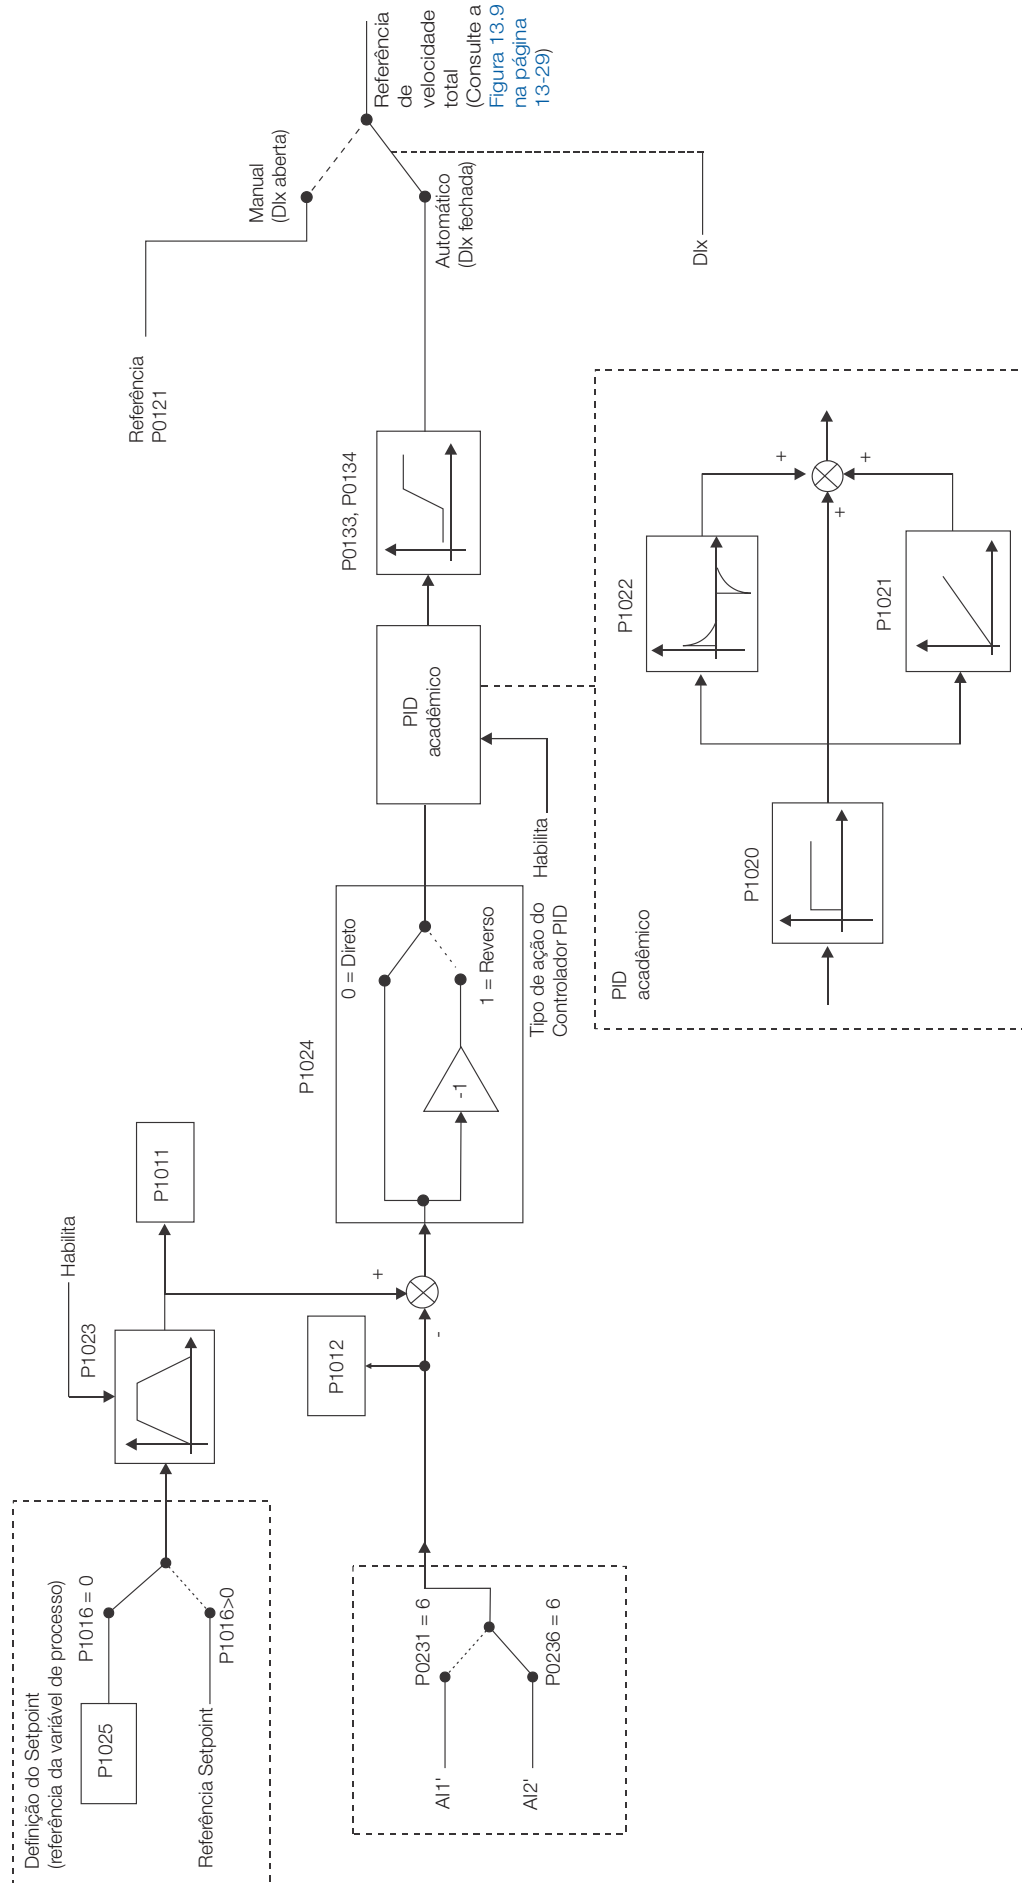 Definição do Setpoint
(referência da variável de processo)
P1025
P1016 = 0
Referência Setpoint
P1016>0
P1023
Habilita
P1011
AI1'
AI2'
P0231 = 6
P0236 = 6
P1012
+
-
P1024
0 = Direto
-1
1 = Reverso
Tipo de ação do
Controlador PID
Habilita
PID
acadêmico
P0133, P0134
Referência
P0121
Manual
(DIx aberta)
Automático
(DIx fechada)
DIx
Referência
de
velocidade
total
(Consulte a
Figura 13.9
na página
13-29)
PID
acadêmico
P1020
P1022
P1021
+
+
+